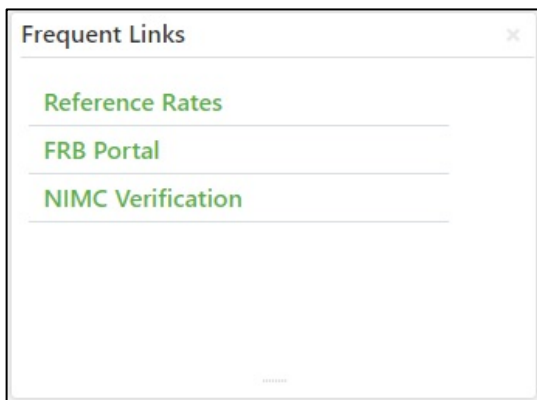 Frequent Links
Reference Rates
FRB Portal
NIMC Verification